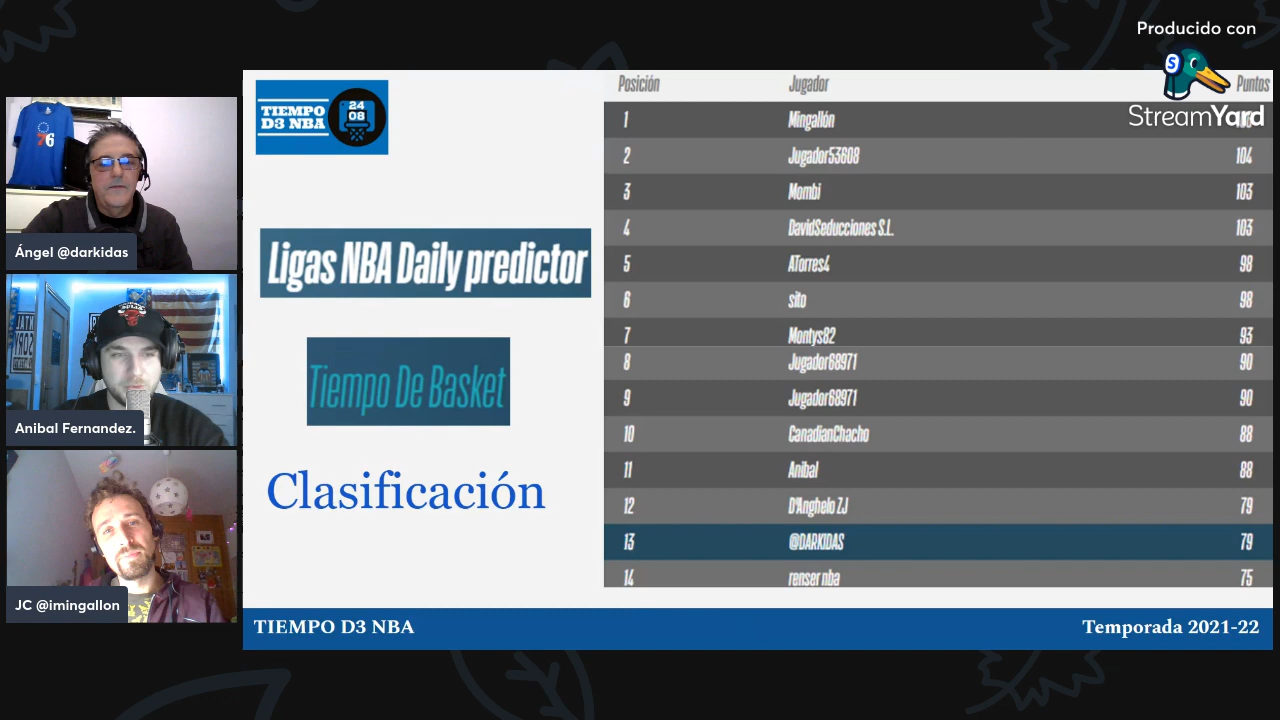 Producido con
StreamYard
76
Ángel @darkidas
BULLS
Anibal Fernandez.
JC @imingallon
TIEMPO
D3 NBA
24
08
Ligas NBA Daily predictor
Tiempo De Basket
Clasificación
Posición Jugador Puntos
1 Mingallón
2 Jugador53608 104
3 Mombi 103
4 DavidSeducciones S.L. 103
5 ATorres4 98
6 sito 98
7 Montys82 93
8 Jugador68971 90
9 Jugador68971 90
10 CanadianChacho 88
11 Anibal 88
12 D'Anghelo ZJ 79
13 @DARKIDAS 79
14 renser nba 75
TIEMPO D3 NBA
Temporada 2021-22